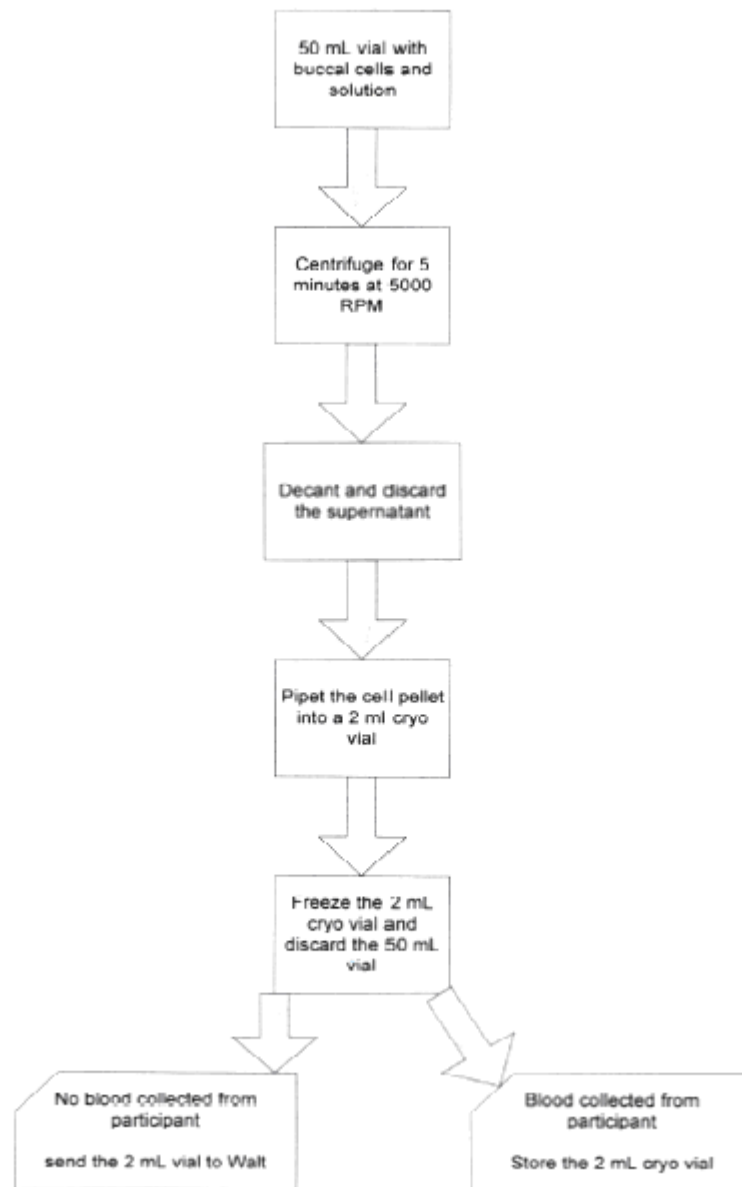 50 mL vial with
buccal cells and
solution
Centrifuge for 5
minutes at 5000
RPM
Decant and discard
the supernatant
Pipet the cell pellet
into a 2 ml cryo
vial
Freeze the 2 mL
cryo vial and
discard the 50 mL
vial
No blood collected from
participant
send the 2 mL vial to Walt
Blood collected from
participant
Store the 2 mL cryo vial